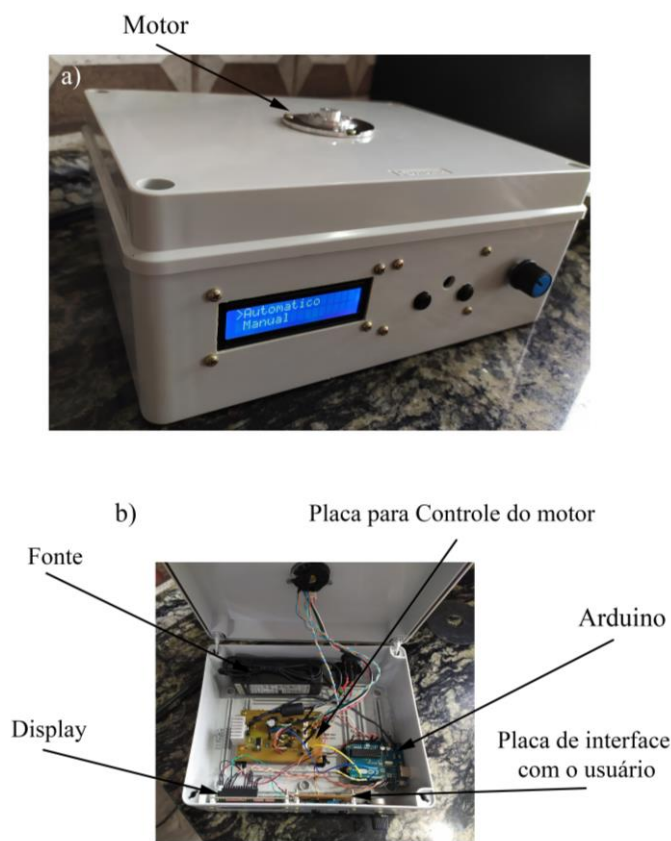 Motor
a)
>Automatico
Manual
b)
Placa para Controle do motor
Fonte
Arduino
Display
Placa de interface
com o usuário